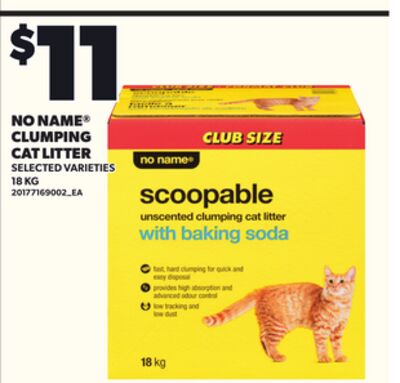 $11
NO NAME®
CLUMPING
CAT LITTER
SELECTED VARIETIES
18 KG
20177169002_EA
CLUB SIZE
CLUB SIZE
no name®
scoopable
unscented clumping cat litter
with baking soda
fast, hard clumping for quick and
easy disposal
provides high absorption and
advanced odour control
low tracking and
low dust
18 kg